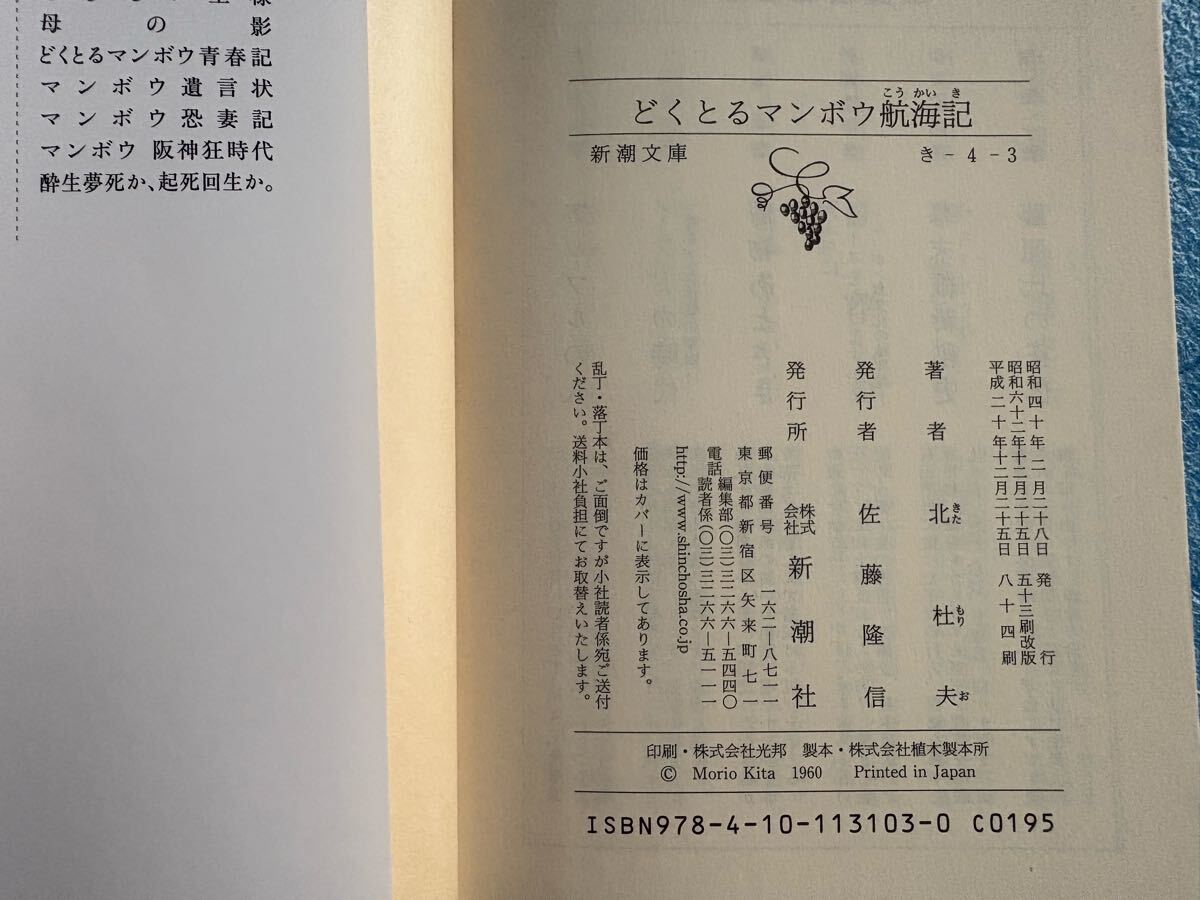 母の影
どくとるマンボウ青春記
マンボウ遺言状
マンボウ恐妻記
マンボウ 阪神狂時代
酔生夢死か、起死回生か。
どくとるマンボウ航海記
こうかいき
新潮文庫 き-4-3
昭和四十年二月二十八日 発行
昭和六十二年十二月二十五日 五十三刷改版
平成二十年十二月二十五日 八十四刷
著者 北杜夫
きた もり お
発行者 佐藤隆信
発行所 株式会社 新潮社
郵便番号 一六二―八七一一
東京都新宿区矢来町七一
電話 編集部(〇三)三二六六―五四四〇
読者係(〇三)三二六六―五一一一
http://www.shinchosha.co.jp
価格はカバーに表示してあります。
乱丁・落丁本は、ご面倒ですが小社読者係宛ご送付
ください。送料小社負担にてお取替えいたします。
印刷・株式会社光邦 製本・株式会社植木製本所
© Morio Kita 1960 Printed in Japan
ISBN978-4-10-113103-0 C0195